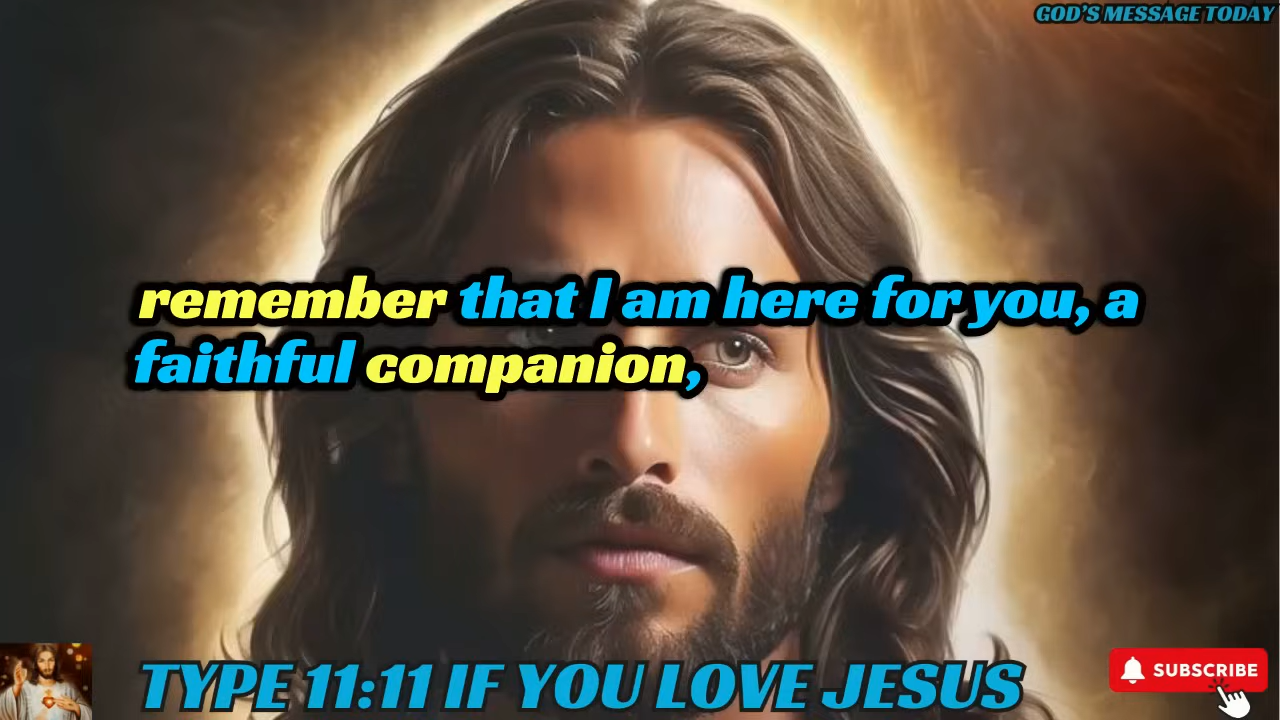 GOD'S MESSAGE TODAY
remember that I am here for you, a
faithful companion,
TYPE 11:11 IF YOU LOVE JESUS
SUBSCRIBE